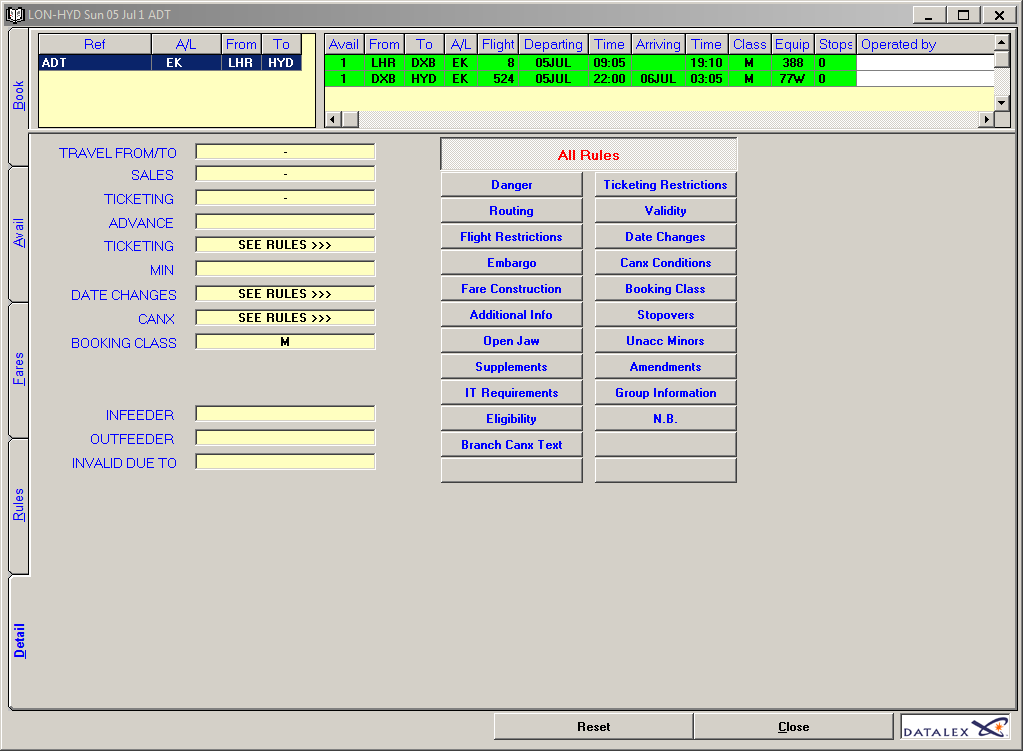 LON-HYD Sun 05 Jul 1 ADT
Ref A/L From To
ADT EK LHR HYD
Avail From To A/L Flight Departing Time Arriving Time Class Equip Stops Operated by
1 LHR DXB EK 8 05JUL 09:05 19:10 M 388 0
1 DXB HYD EK 524 05JUL 22:00 06JUL 03:05 M 77W 0
Book
Avail
Fares
Rules
Detail
TRAVEL FROM/TO -
SALES -
TICKETING -
ADVANCE
TICKETING SEE RULES >>>
MIN
DATE CHANGES SEE RULES >>>
CANX SEE RULES >>>
BOOKING CLASS M
INFEEDER
OUTFEEDER
INVALID DUE TO
All Rules
Danger Ticketing Restrictions
Routing Validity
Flight Restrictions Date Changes
Embargo Canx Conditions
Fare Construction Booking Class
Additional Info Stopovers
Open Jaw Unacc Minors
Supplements Amendments
IT Requirements Group Information
Eligibility N.B.
Branch Canx Text
Reset Close
DATALEX